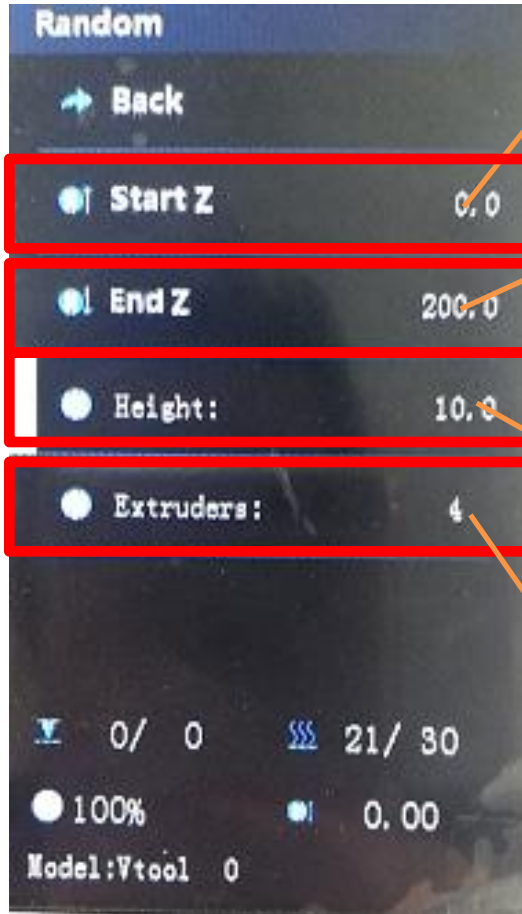 Random
Back
Start Z 0.0
End Z 200.0
Height: 10.0
Extruders: 4
0/ 0 21/ 30
100% 0.00
Model:Vtool 0